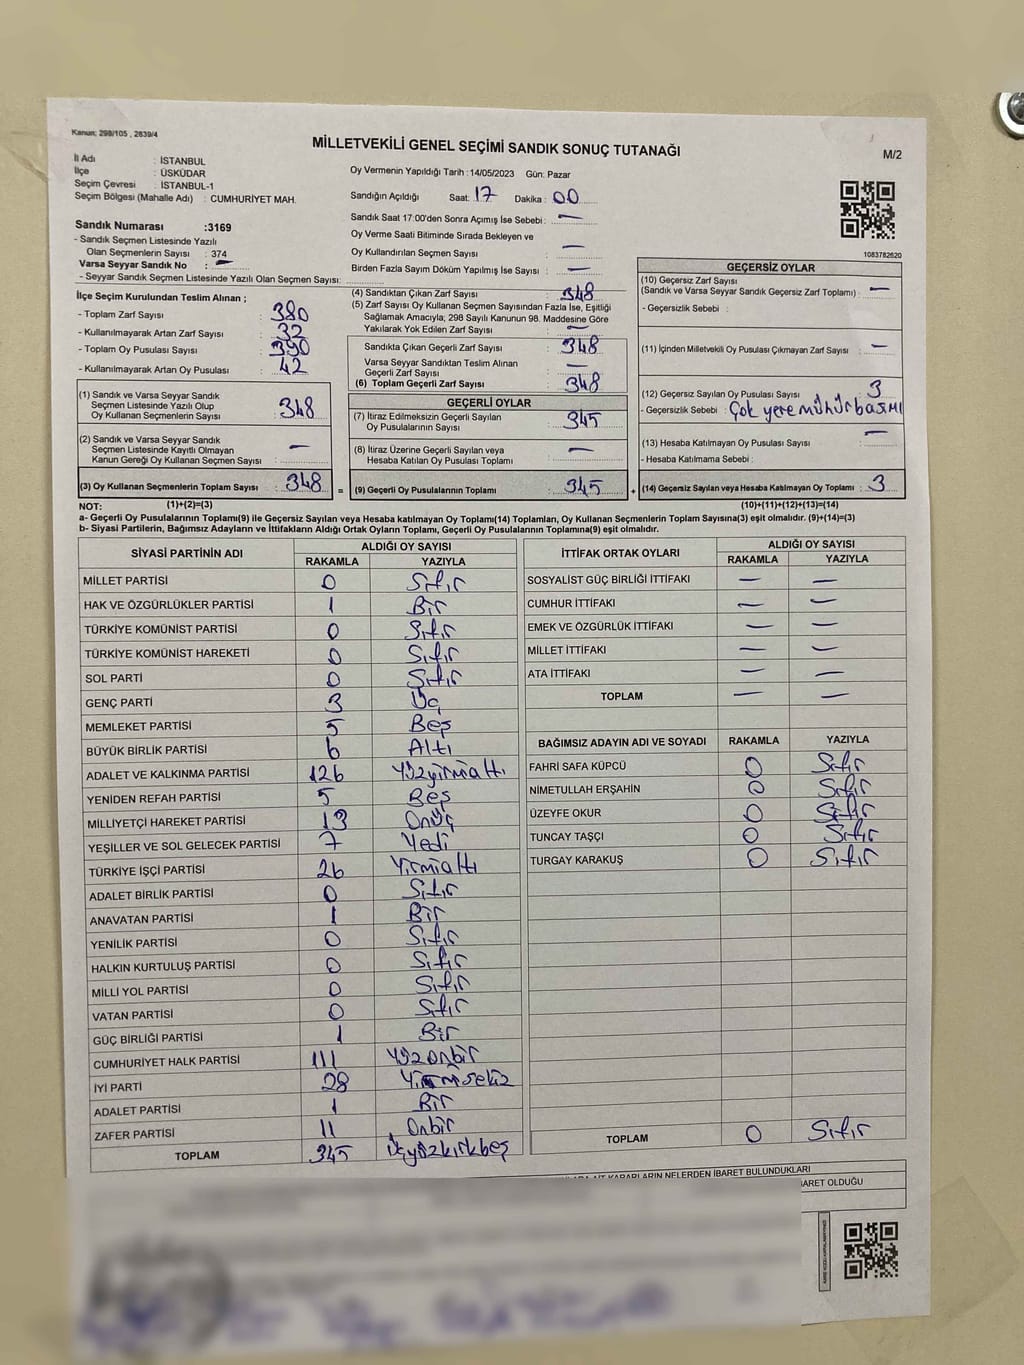 Kanun: 298/105 , 2839/4
MİLLETVEKİLİ GENEL SEÇİMİ SANDIK SONUÇ TUTANAĞI
M/2
İl Adı : İSTANBUL
İlçe : ÜSKÜDAR
Seçim Çevresi : İSTANBUL-1
Seçim Bölgesi (Mahalle Adı) : CUMHURİYET MAH.
Sandık Numarası :3169
- Sandık Seçmen Listesinde Yazılı
Olan Seçmenlerin Sayısı : 374
Varsa Seyyar Sandık No : —
- Seyyar Sandık Seçmen Listesinde Yazılı Olan Seçmen Sayısı:
İlçe Seçim Kurulundan Teslim Alınan ;
- Toplam Zarf Sayısı : 380
- Kullanılmayarak Artan Zarf Sayısı : 32
- Toplam Oy Pusulası Sayısı : 390
- Kullanılmayarak Artan Oy Pusulası : 42
(1) Sandık ve Varsa Seyyar Sandık
Seçmen Listesinde Yazılı Olup
Oy Kullanan Seçmenlerin Sayısı : 348
(2) Sandık ve Varsa Seyyar Sandık
Seçmen Listesinde Kayıtlı Olmayan
Kanun Gereği Oy Kullanan Seçmen Sayısı : —
(3) Oy Kullanan Seçmenlerin Toplam Sayısı : 348
Oy Vermenin Yapıldığı Tarih : 14/05/2023 Gün: Pazar
Sandığın Açıldığı Saat: 17 Dakika : 00
Sandık Saat 17:00'den Sonra Açımış İse Sebebi : —
Oy Verme Saati Bitiminde Sırada Bekleyen ve
Oy Kullandırılan Seçmen Sayısı : —
Birden Fazla Sayım Döküm Yapılmış İse Sayısı : —
(4) Sandıktan Çıkan Zarf Sayısı : 348
(5) Zarf Sayısı Oy Kullanan Seçmen Sayısından Fazla İse, Eşitliği
Sağlamak Amacıyla; 298 Sayılı Kanunun 98. Maddesine Göre
Yakılarak Yok Edilen Zarf Sayısı : —
Sandıkta Çıkan Geçerli Zarf Sayısı : 348
Varsa Seyyar Sandıktan Teslim Alınan
Geçerli Zarf Sayısı : —
(6) Toplam Geçerli Zarf Sayısı : 348
GEÇERLİ OYLAR
(7) İtiraz Edilmeksizin Geçerli Sayılan
Oy Pusulalarının Sayısı : 345
(8) İtiraz Üzerine Geçerli Sayılan veya
Hesaba Katılan Oy Pusulası Toplamı : —
= (9) Geçerli Oy Pusulalarının Toplamı : 345 +
1083782620
GEÇERSİZ OYLAR
(10) Geçersiz Zarf Sayısı
(Sandık ve Varsa Seyyar Sandık Geçersiz Zarf Toplamı) : —
- Geçersizlik Sebebi :
(11) İçinden Milletvekili Oy Pusulası Çıkmayan Zarf Sayısı : —
(12) Geçersiz Sayılan Oy Pusulası Sayısı : 3
- Geçersizlik Sebebi : Çok yere mühür basımı
(13) Hesaba Katılmayan Oy Pusulası Sayısı : —
- Hesaba Katılmama Sebebi :
(14) Geçersiz Sayılan veya Hesaba Katılmayan Oy Toplamı : 3
NOT: (1)+(2)=(3) (10)+(11)+(12)+(13)=(14)
a- Geçerli Oy Pusulalarının Toplamı(9) ile Geçersiz Sayılan veya Hesaba katılmayan Oy Toplamı(14) Toplamları, Oy Kullanan Seçmenlerin Toplam Sayısına(3) eşit olmalıdır. (9)+(14)=(3)
b- Siyasi Partilerin, Bağımsız Adayların ve İttifakların Aldığı Ortak Oyların Toplamı, Geçerli Oy Pusulalarının Toplamına(9) eşit olmalıdır.
SİYASİ PARTİNİN ADI ALDIĞI OY SAYISI
RAKAMLA YAZIYLA
MİLLET PARTİSİ 0 Sıfır
HAK VE ÖZGÜRLÜKLER PARTİSİ 1 Bir
TÜRKİYE KOMÜNİST PARTİSİ 0 Sıfır
TÜRKİYE KOMÜNİST HAREKETİ 0 Sıfır
SOL PARTİ 0 Sıfır
GENÇ PARTİ 3 Üç
MEMLEKET PARTİSİ 5 Beş
BÜYÜK BİRLİK PARTİSİ 6 Altı
ADALET VE KALKINMA PARTİSİ 126 Yüzyirmialtı
YENİDEN REFAH PARTİSİ 5 Beş
MİLLİYETÇİ HAREKET PARTİSİ 13 Onüç
YEŞİLLER VE SOL GELECEK PARTİSİ 7 Yedi
TÜRKİYE İŞÇİ PARTİSİ 26 Yirmialtı
ADALET BİRLİK PARTİSİ 0 Sıfır
ANAVATAN PARTİSİ 1 Bir
YENİLİK PARTİSİ 0 Sıfır
HALKIN KURTULUŞ PARTİSİ 0 Sıfır
MİLLİ YOL PARTİSİ 0 Sıfır
VATAN PARTİSİ 0 Sıfır
GÜÇ BİRLİĞİ PARTİSİ 1 Bir
CUMHURİYET HALK PARTİSİ 111 Yüzonbir
İYİ PARTİ 28 Yirmisekiz
ADALET PARTİSİ 1 Bir
ZAFER PARTİSİ 11 Onbir
TOPLAM 345 Üçyüzkırkbeş
İTTİFAK ORTAK OYLARI ALDIĞI OY SAYISI
RAKAMLA YAZIYLA
SOSYALİST GÜÇ BİRLİĞİ İTTİFAKI — —
CUMHUR İTTİFAKI — —
EMEK VE ÖZGÜRLÜK İTTİFAKI — —
MİLLET İTTİFAKI — —
ATA İTTİFAKI — —
TOPLAM — —
BAĞIMSIZ ADAYIN ADI VE SOYADI RAKAMLA YAZIYLA
FAHRİ SAFA KÜPCÜ 0 Sıfır
NİMETULLAH ERŞAHİN 0 Sıfır
ÜZEYFE OKUR 0 Sıfır
TUNCAY TAŞÇI 0 Sıfır
TURGAY KARAKUŞ 0 Sıfır
TOPLAM 0 Sıfır
KARARLARIN NELERDEN İBARET BULUNDUKLARI
OLDUĞU